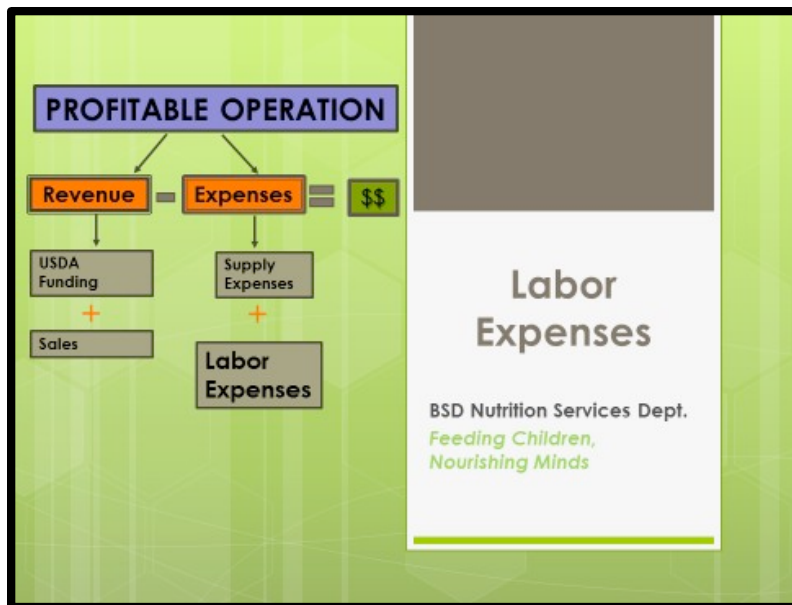 PROFITABLE OPERATION
Revenue - Expenses = $$
USDA
Funding
+
Sales
Supply
Expenses
+
Labor
Expenses
Labor
Expenses
BSD Nutrition Services Dept.
Feeding Children,
Nourishing Minds